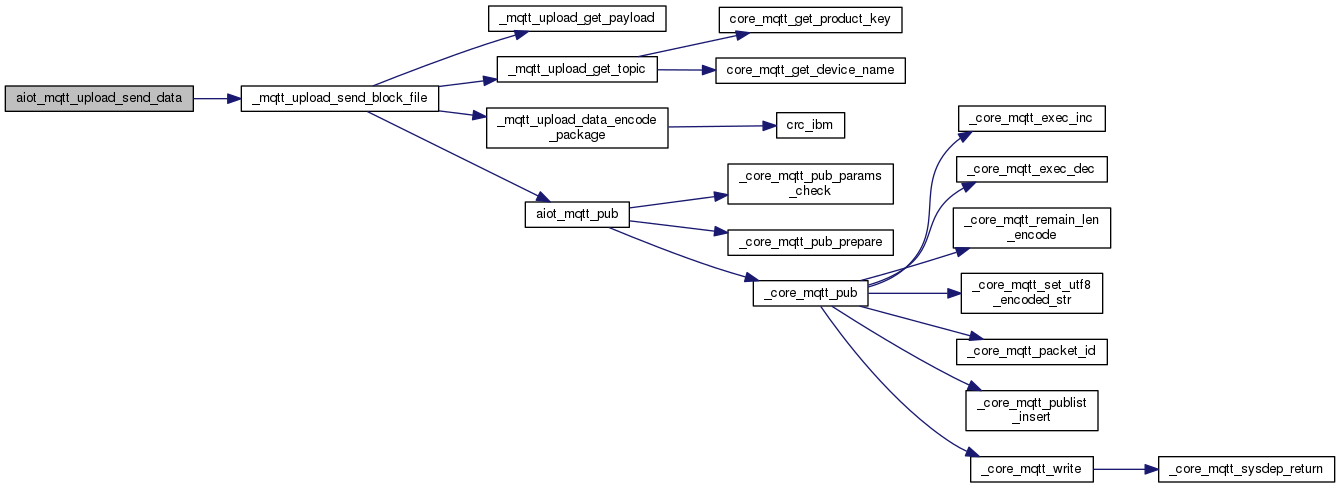 aiot_mqtt_upload_send_data
_mqtt_upload_send_block_file
_mqtt_upload_get_payload
_mqtt_upload_get_topic
_mqtt_upload_data_encode
_package
aiot_mqtt_pub
core_mqtt_get_product_key
core_mqtt_get_device_name
crc_ibm
_core_mqtt_pub_params
_check
_core_mqtt_pub_prepare
_core_mqtt_pub
_core_mqtt_exec_inc
_core_mqtt_exec_dec
_core_mqtt_remain_len
_encode
_core_mqtt_set_utf8
_encoded_str
_core_mqtt_packet_id
_core_mqtt_publist
_insert
_core_mqtt_write
_core_mqtt_sysdep_return